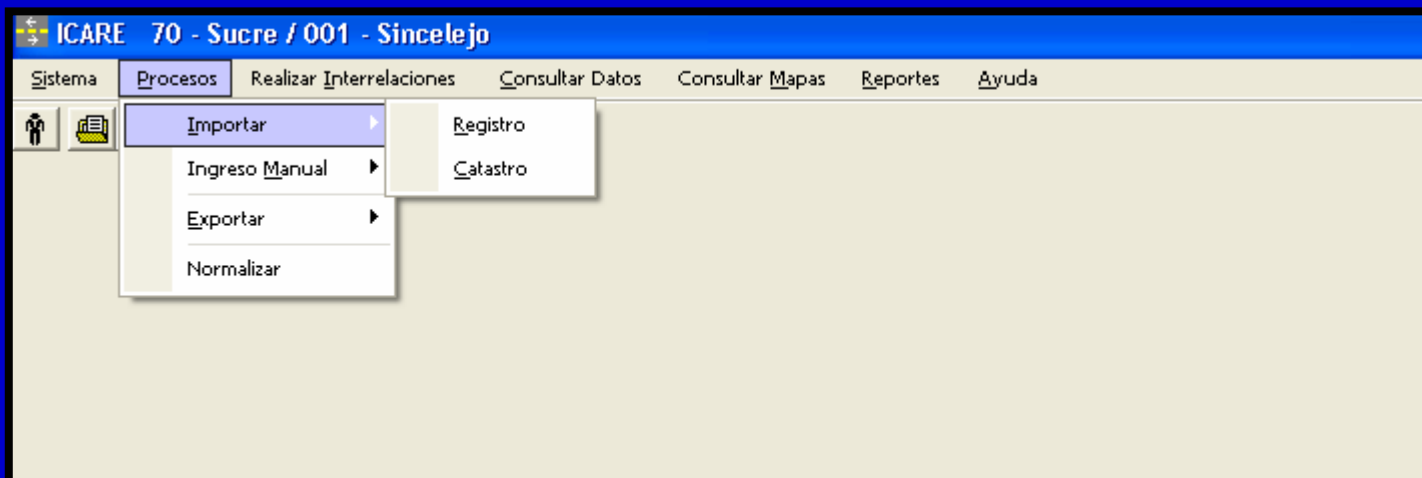 ICARE 70 - Sucre / 001 - Sincelejo
Sistema Procesos Realizar Interrelaciones Consultar Datos Consultar Mapas Reportes Ayuda
Importar Registro
Ingreso Manual Catastro
Exportar
Normalizar